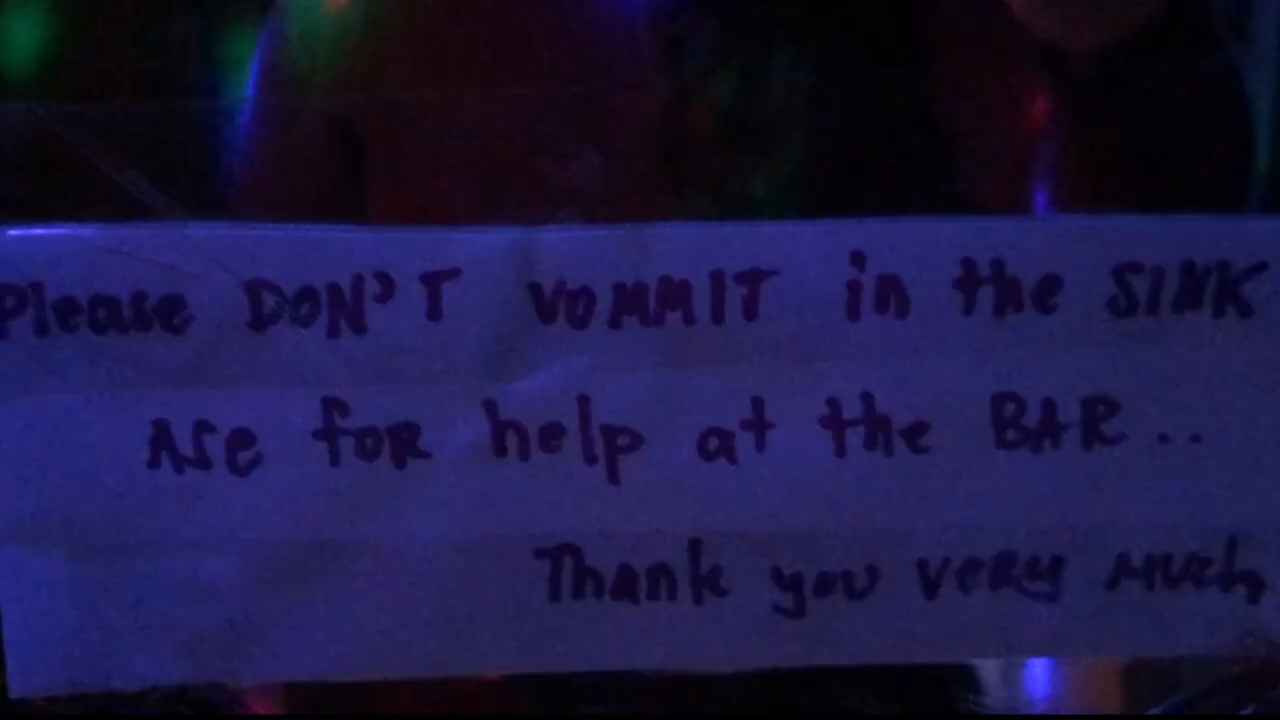 Please DON'T VOMMIT in the SINK
Ase for help at the BAR..
Thank you very Much